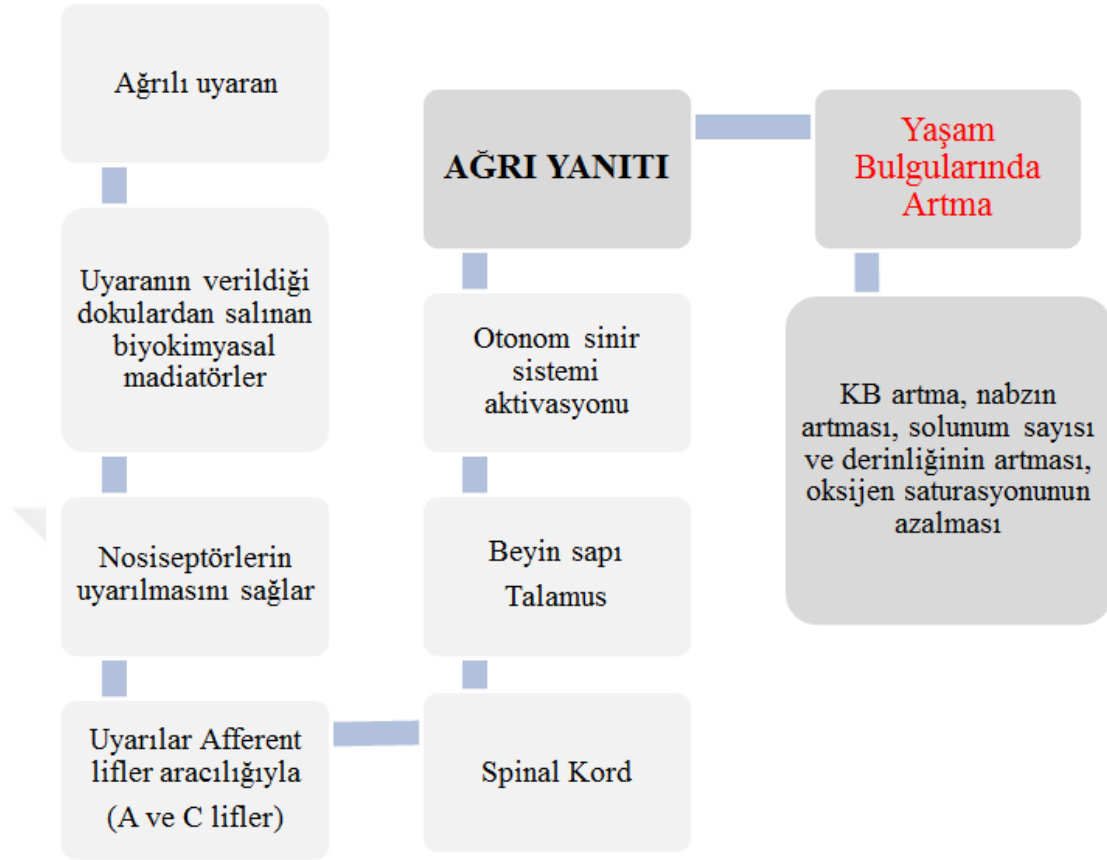 Ağrılı uyaran
Uyaranın verildiği
dokulardan salınan
biyokimyasal
madiatörler
Nosiseptörlerin
uyarılmasını sağlar
Uyarılar Afferent
lifler aracılığıyla
(A ve C lifler)
Spinal Kord
Beyin sapı
Talamus
Otonom sinir
sistemi
aktivasyonu
AĞRI YANITI
Yaşam
Bulgularında
Artma
KB artma, nabzın
artması, solunum sayısı
ve derinliğinin artması,
oksijen saturasyonunun
azalması